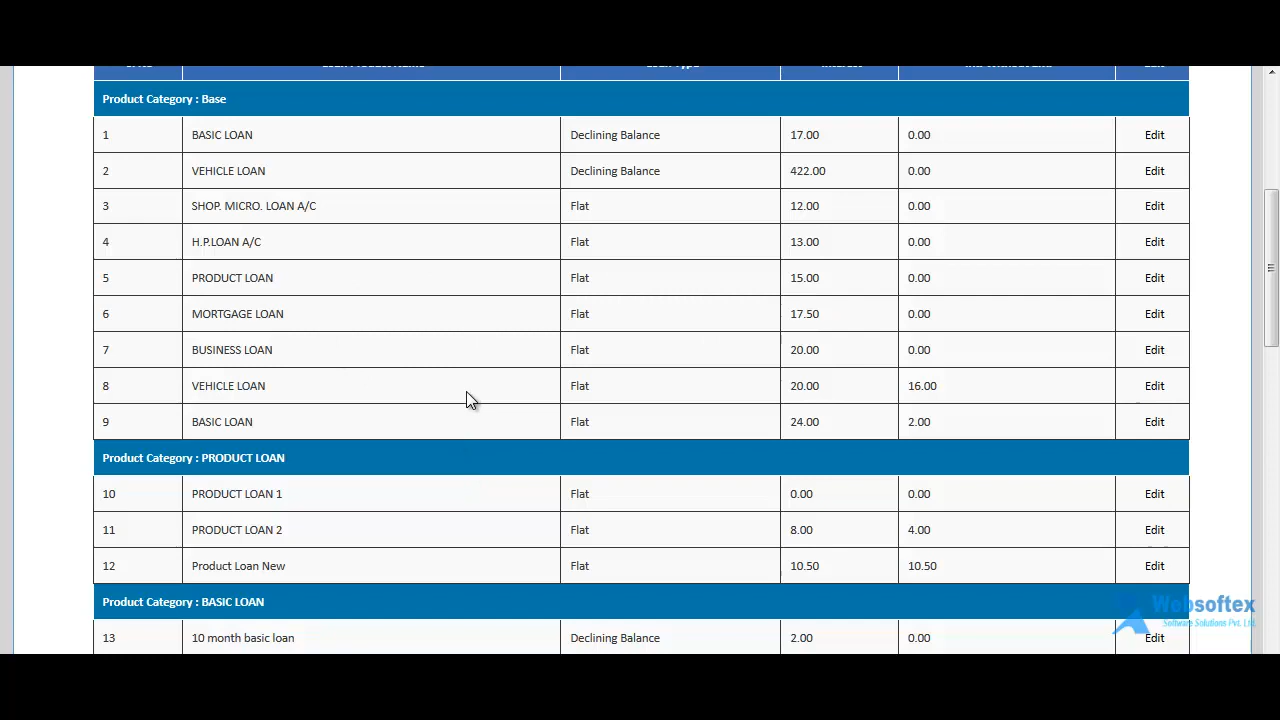 Product Category : Base
1 BASIC LOAN Declining Balance 17.00 0.00 Edit
2 VEHICLE LOAN Declining Balance 422.00 0.00 Edit
3 SHOP. MICRO. LOAN A/C Flat 12.00 0.00 Edit
4 H.P.LOAN A/C Flat 13.00 0.00 Edit
5 PRODUCT LOAN Flat 15.00 0.00 Edit
6 MORTGAGE LOAN Flat 17.50 0.00 Edit
7 BUSINESS LOAN Flat 20.00 0.00 Edit
8 VEHICLE LOAN Flat 20.00 16.00 Edit
9 BASIC LOAN Flat 24.00 2.00 Edit
Product Category : PRODUCT LOAN
10 PRODUCT LOAN 1 Flat 0.00 0.00 Edit
11 PRODUCT LOAN 2 Flat 8.00 4.00 Edit
12 Product Loan New Flat 10.50 10.50 Edit
Product Category : BASIC LOAN
Websoftex
Software Solutions Pvt. Ltd.
13 10 month basic loan Declining Balance 2.00 0.00 Edit